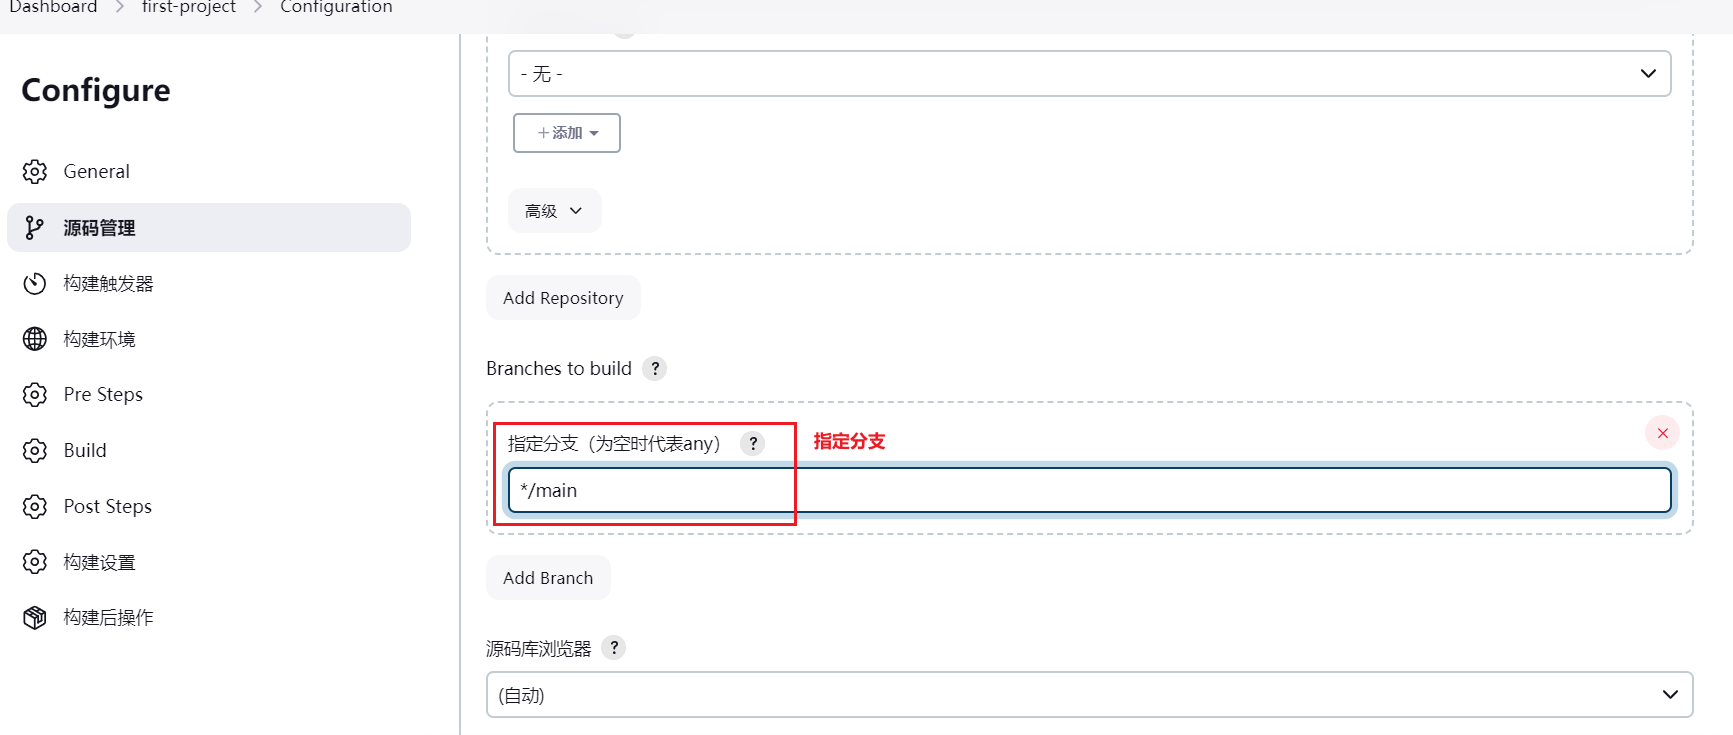 Dashboard > first-project > Configuration
Configure
General
源码管理
构建触发器
构建环境
Pre Steps
Build
Post Steps
构建设置
构建后操作
- 无 -
+添加
高级
Add Repository
Branches to build ?
指定分支（为空时代表any） ?
指定分支
*/main
Add Branch
源码库浏览器 ?
(自动)